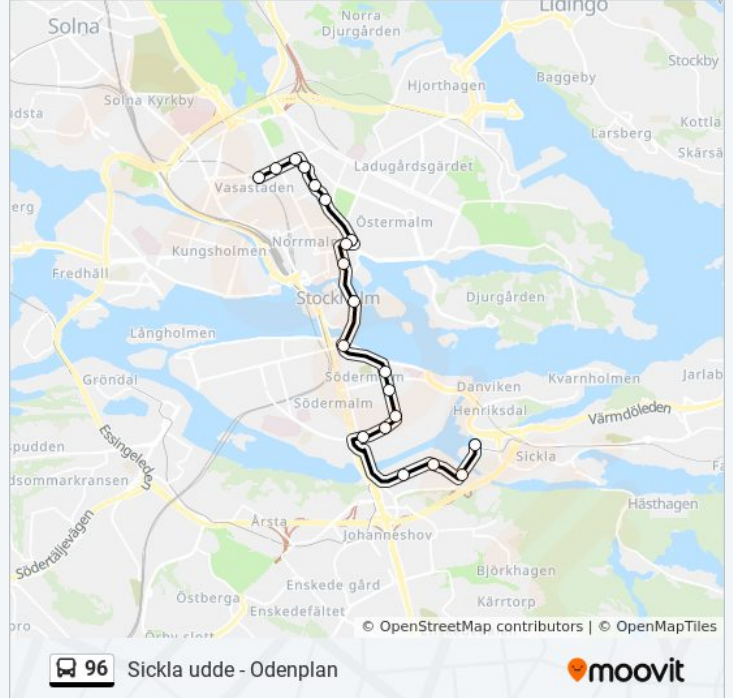 Solna
Norra
Djurgården
Lidingö
Stockby
Hjorthagen
Baggeby
Solna Kyrkby
Kottla
Larsberg
Skärsä
Ladugårdsgärdet
Vasastaden
Östermalm
Norrmalm
Kungsholmen
Fredhäll
Djurgården
Stockholm
Långholmen
Gröndal
Södermalm
Danviken
Kvarnholmen
Jarlab
Södermalm
Henriksdal
Värmdöleden
Essingeleden
Sickla
Hästhagen
Årsta
Johanneshov
Södertäljevägen
Björkhagen
Enskede gård
Östberga
Kärrtorp
Enskedefältet
© OpenStreetMap contributors | © OpenMapTiles
96 Sickla udde - Odenplan
moovit